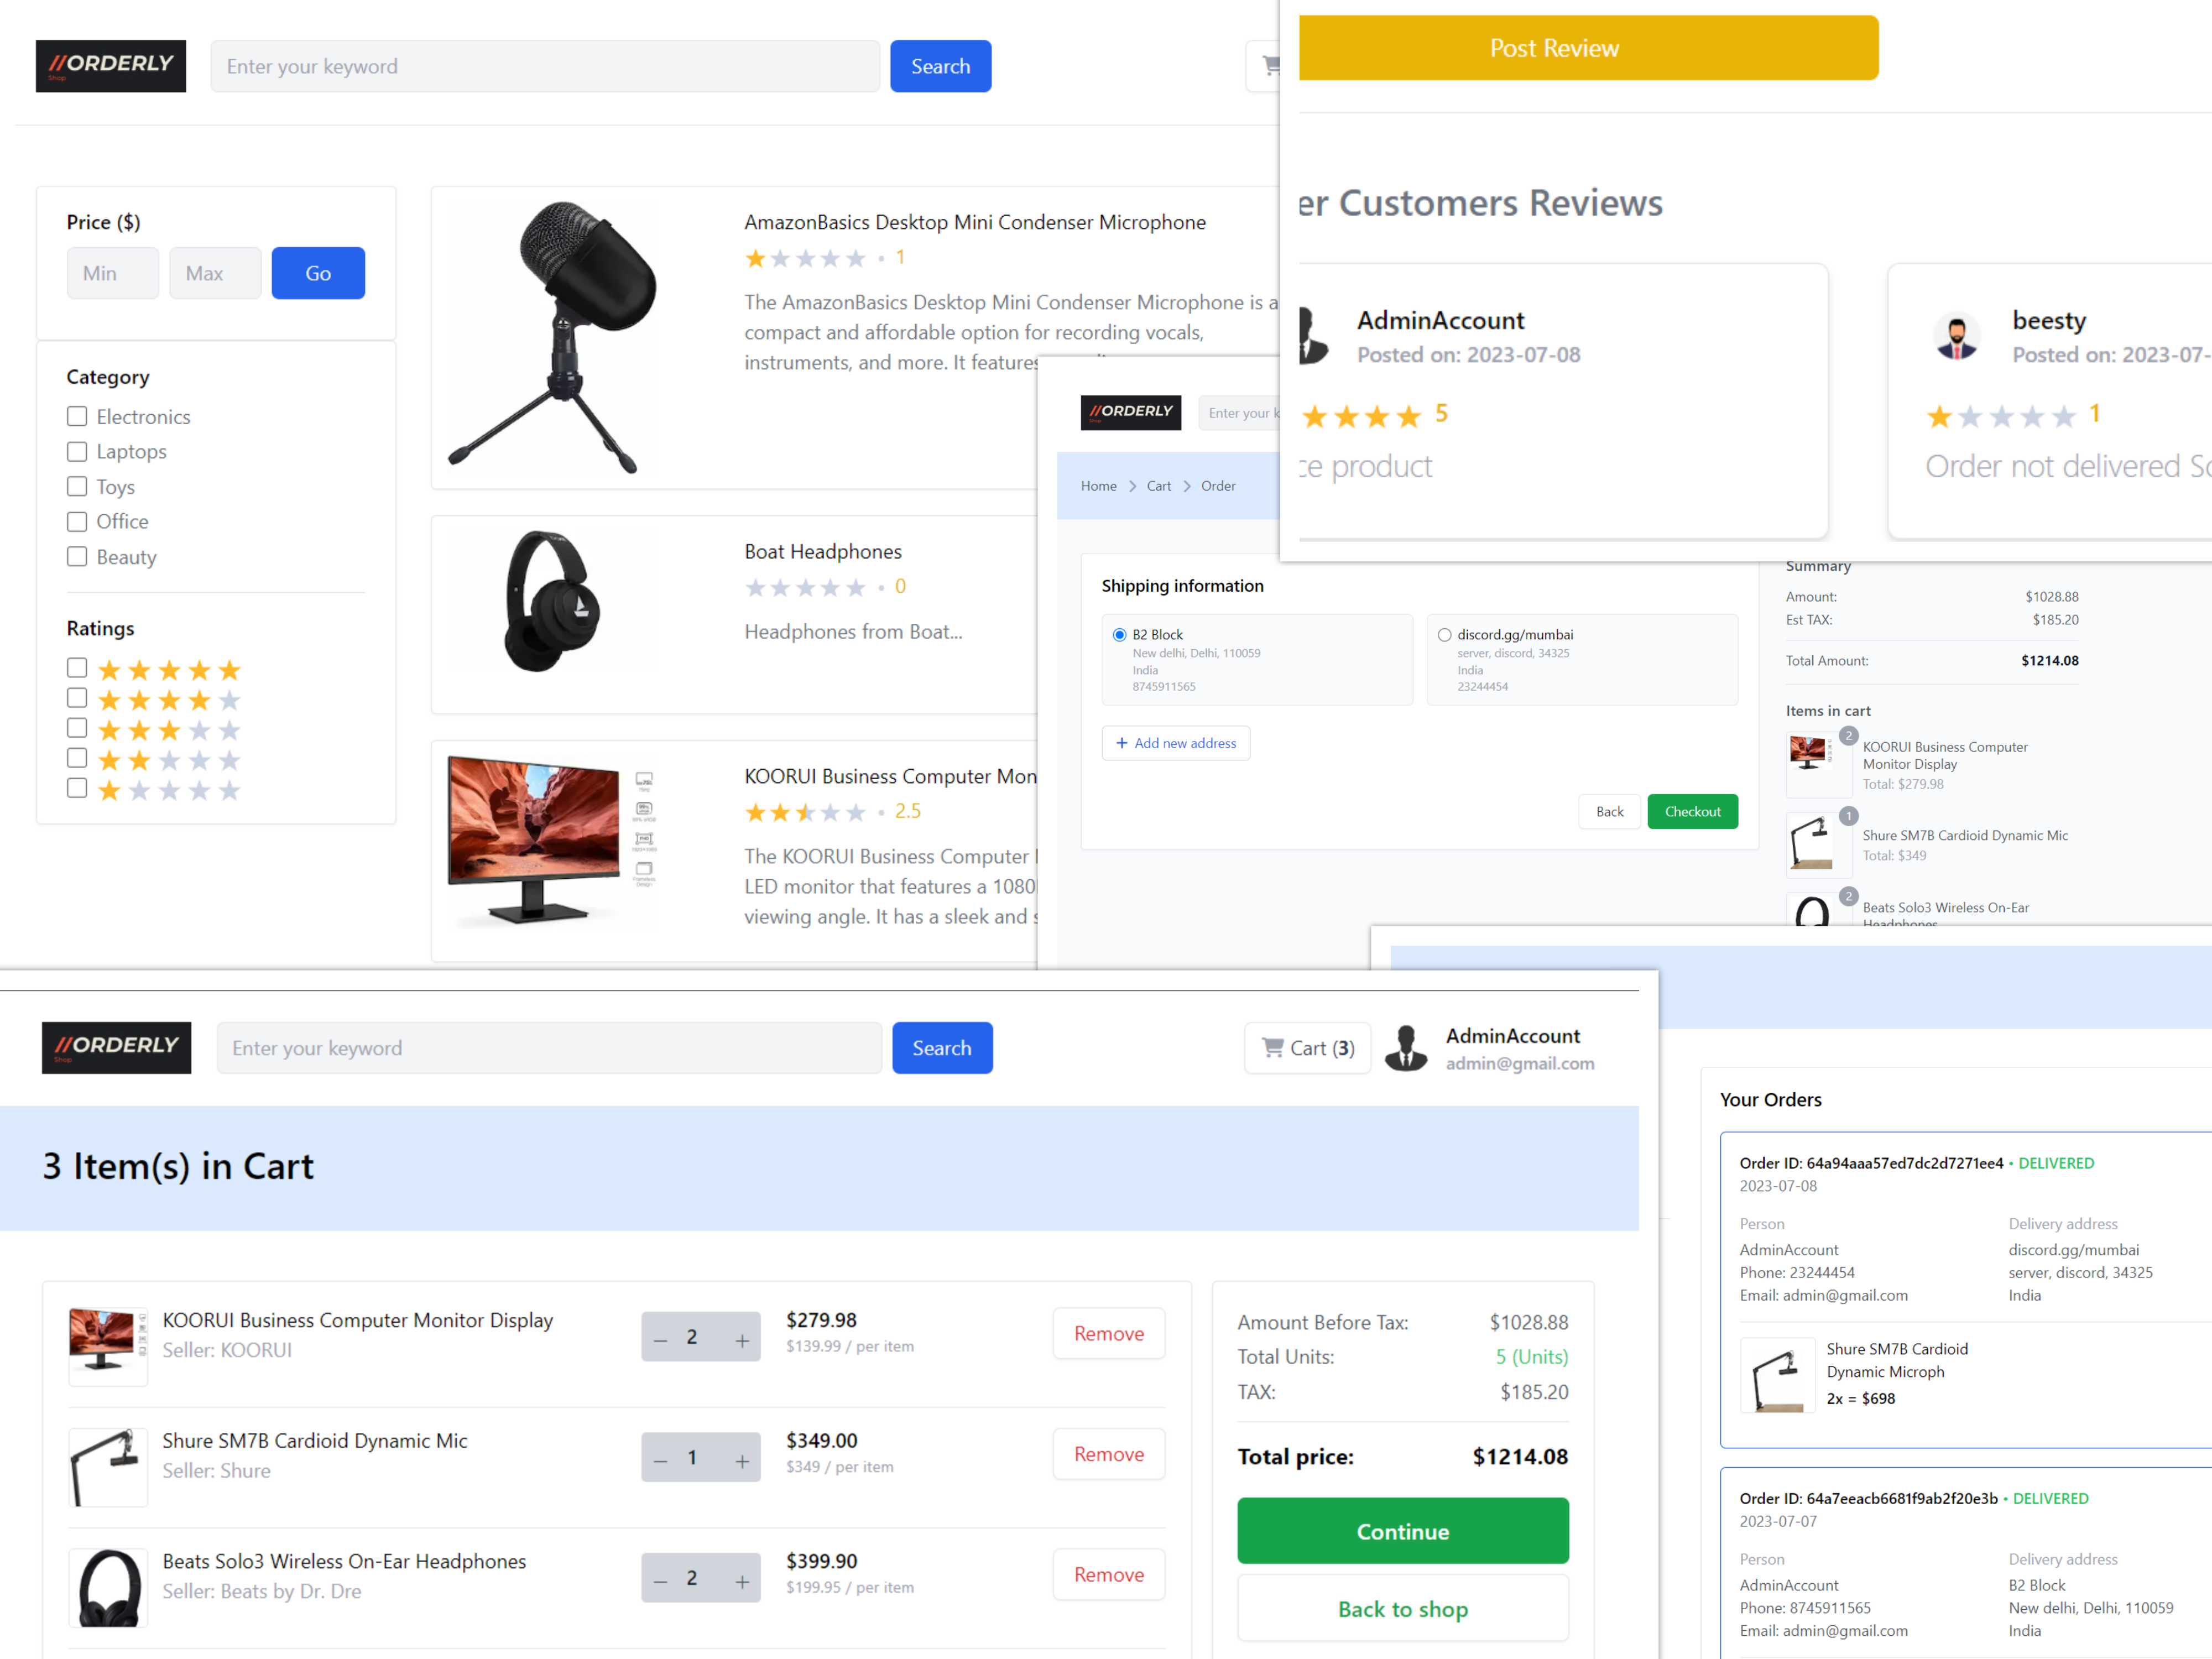 //ORDERLY
Shop
Enter your keyword
Search
Price ($)
Min
Max
Go
Category
Electronics
Laptops
Toys
Office
Beauty
Ratings
AmazonBasics Desktop Mini Condenser Microphone
1
The AmazonBasics Desktop Mini Condenser Microphone is a
compact and affordable option for recording vocals,
instruments, and more. It features
Boat Headphones
0
Headphones from Boat...
KOORUI Business Computer Mon
2.5
The KOORUI Business Computer
LED monitor that features a 1080
viewing angle. It has a sleek and
Post Review
er Customers Reviews
AdminAccount
Posted on: 2023-07-08
5
ce product
beesty
Posted on: 2023-07-
1
Order not delivered
//ORDERLY
Shop
Enter your k
Home > Cart > Order
Shipping information
B2 Block
New delhi, Delhi, 110059
India
8745911565
discord.gg/mumbai
server, discord, 34325
India
23244454
+ Add new address
Back
Checkout
Summary
Amount:
$1028.88
Est TAX:
$185.20
Total Amount:
$1214.08
Items in cart
2
KOORUI Business Computer
Monitor Display
Total: $279.98
1
Shure SM7B Cardioid Dynamic Mic
Total: $349
2
Beats Solo3 Wireless On-Ear
Headphones
//ORDERLY
Shop
Enter your keyword
Search
Cart (3)
AdminAccount
admin@gmail.com
3 Item(s) in Cart
KOORUI Business Computer Monitor Display
Seller: KOORUI
− 2 +
$279.98
$139.99 / per item
Remove
Shure SM7B Cardioid Dynamic Mic
Seller: Shure
− 1 +
$349.00
$349 / per item
Remove
Beats Solo3 Wireless On-Ear Headphones
Seller: Beats by Dr. Dre
− 2 +
$399.90
$199.95 / per item
Remove
Amount Before Tax:
$1028.88
Total Units:
5 (Units)
TAX:
$185.20
Total price:
$1214.08
Continue
Back to shop
Your Orders
Order ID: 64a94aaa57ed7dc2d7271ee4 • DELIVERED
2023-07-08
Person
AdminAccount
Phone: 23244454
Email: admin@gmail.com
Delivery address
discord.gg/mumbai
server, discord, 34325
India
Shure SM7B Cardioid
Dynamic Microph
2x = $698
Order ID: 64a7eeacb6681f9ab2f20e3b • DELIVERED
2023-07-07
Person
AdminAccount
Phone: 8745911565
Email: admin@gmail.com
Delivery address
B2 Block
New delhi, Delhi, 110059
India